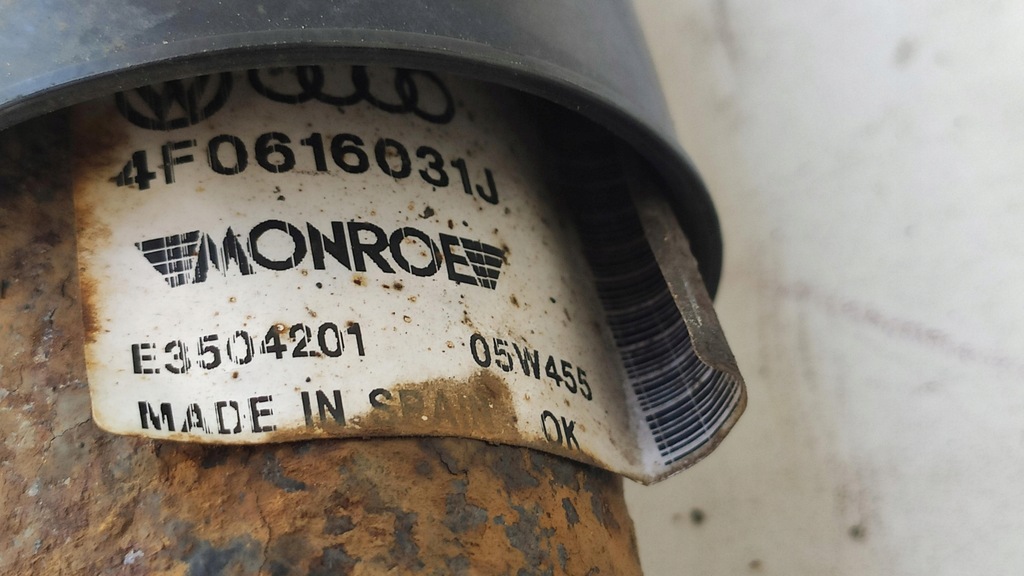 4F0616031J
MONROE
E3504201 05W455
MADE IN SPAIN OK